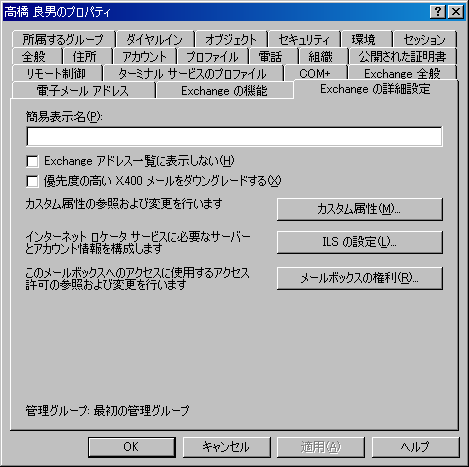 高橋 良男のプロパティ
所属するグループ ダイヤルイン オブジェクト セキュリティ 環境 セッション
全般 住所 アカウント プロファイル 電話 組織 公開された証明書
リモート制御 ターミナル サービスのプロファイル COM+ Exchange 全般
電子メール アドレス Exchange の機能 Exchange の詳細設定
簡易表示名(P):
Exchange アドレス一覧に表示しない(H)
優先度の高い X.400 メールをダウングレードする(X)
カスタム属性の参照および変更を行います カスタム属性(M)...
インターネット ロケータ サービスに必要なサーバー
とアカウント情報を構成します ILS の設定(L)...
このメールボックスへのアクセスに使用するアクセス
許可の参照および変更を行います メールボックスの権利(R)...
管理グループ: 最初の管理グループ
OK キャンセル 適用(A) ヘルプ